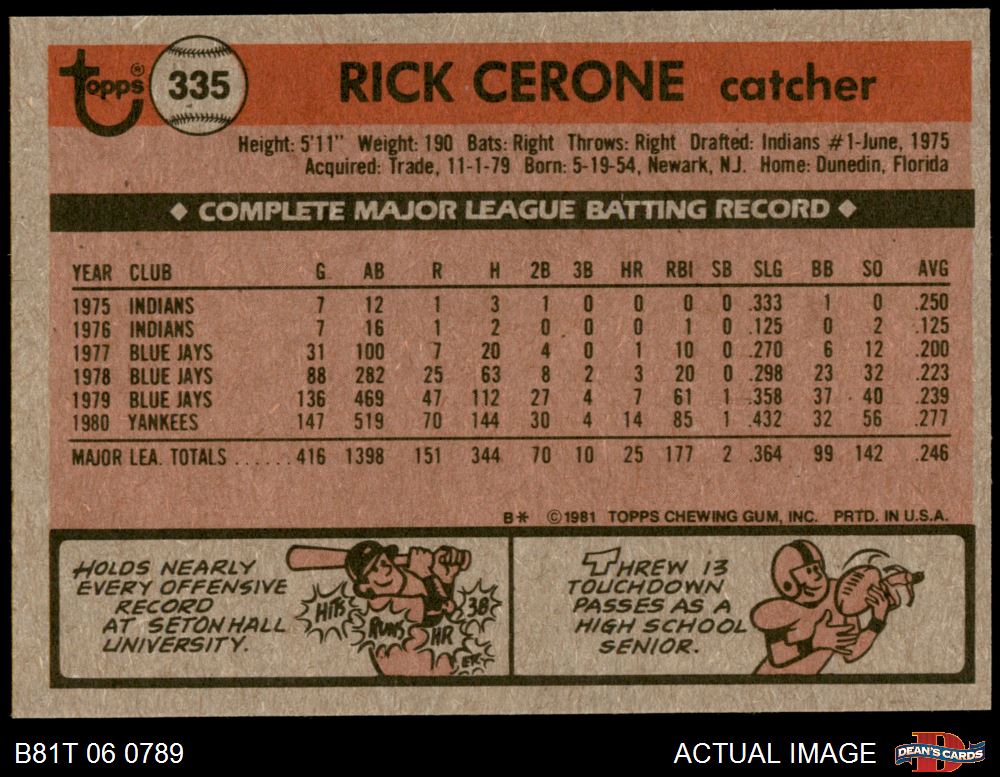 Topps®
335
RICK CERONE catcher
Height: 5'11" Weight: 190 Bats: Right Throws: Right Drafted: Indians #1-June, 1975
Acquired: Trade, 11-1-79 Born: 5-19-54, Newark, N.J. Home: Dunedin, Florida
◆ COMPLETE MAJOR LEAGUE BATTING RECORD ◆
YEAR CLUB G AB R H 2B 3B HR RBI SB SLG BB SO AVG
1975 INDIANS 7 12 1 3 1 0 0 0 0 .333 1 0 .250
1976 INDIANS 7 16 1 2 0 0 0 1 0 .125 0 2 .125
1977 BLUE JAYS 31 100 7 20 4 0 1 10 0 .270 6 12 .200
1978 BLUE JAYS 88 282 25 63 8 2 3 20 0 .298 23 32 .223
1979 BLUE JAYS 136 469 47 112 27 4 7 61 1 .358 37 40 .239
1980 YANKEES 147 519 70 144 30 4 14 85 1 .432 32 56 .277
MAJOR LEA. TOTALS ......416 1398 151 344 70 10 25 177 2 .364 99 142 .246
B* ©1981 TOPPS CHEWING GUM, INC. PRTD. IN U.S.A.
HOLDS NEARLY
EVERY OFFENSIVE
RECORD
AT SETON HALL
UNIVERSITY.
HITS
RUNS
HR
3B
ETC.
THREW 13
TOUCHDOWN
PASSES AS A
HIGH SCHOOL
SENIOR.
B81T 06 0789
ACTUAL IMAGE
DEAN'S CARDS